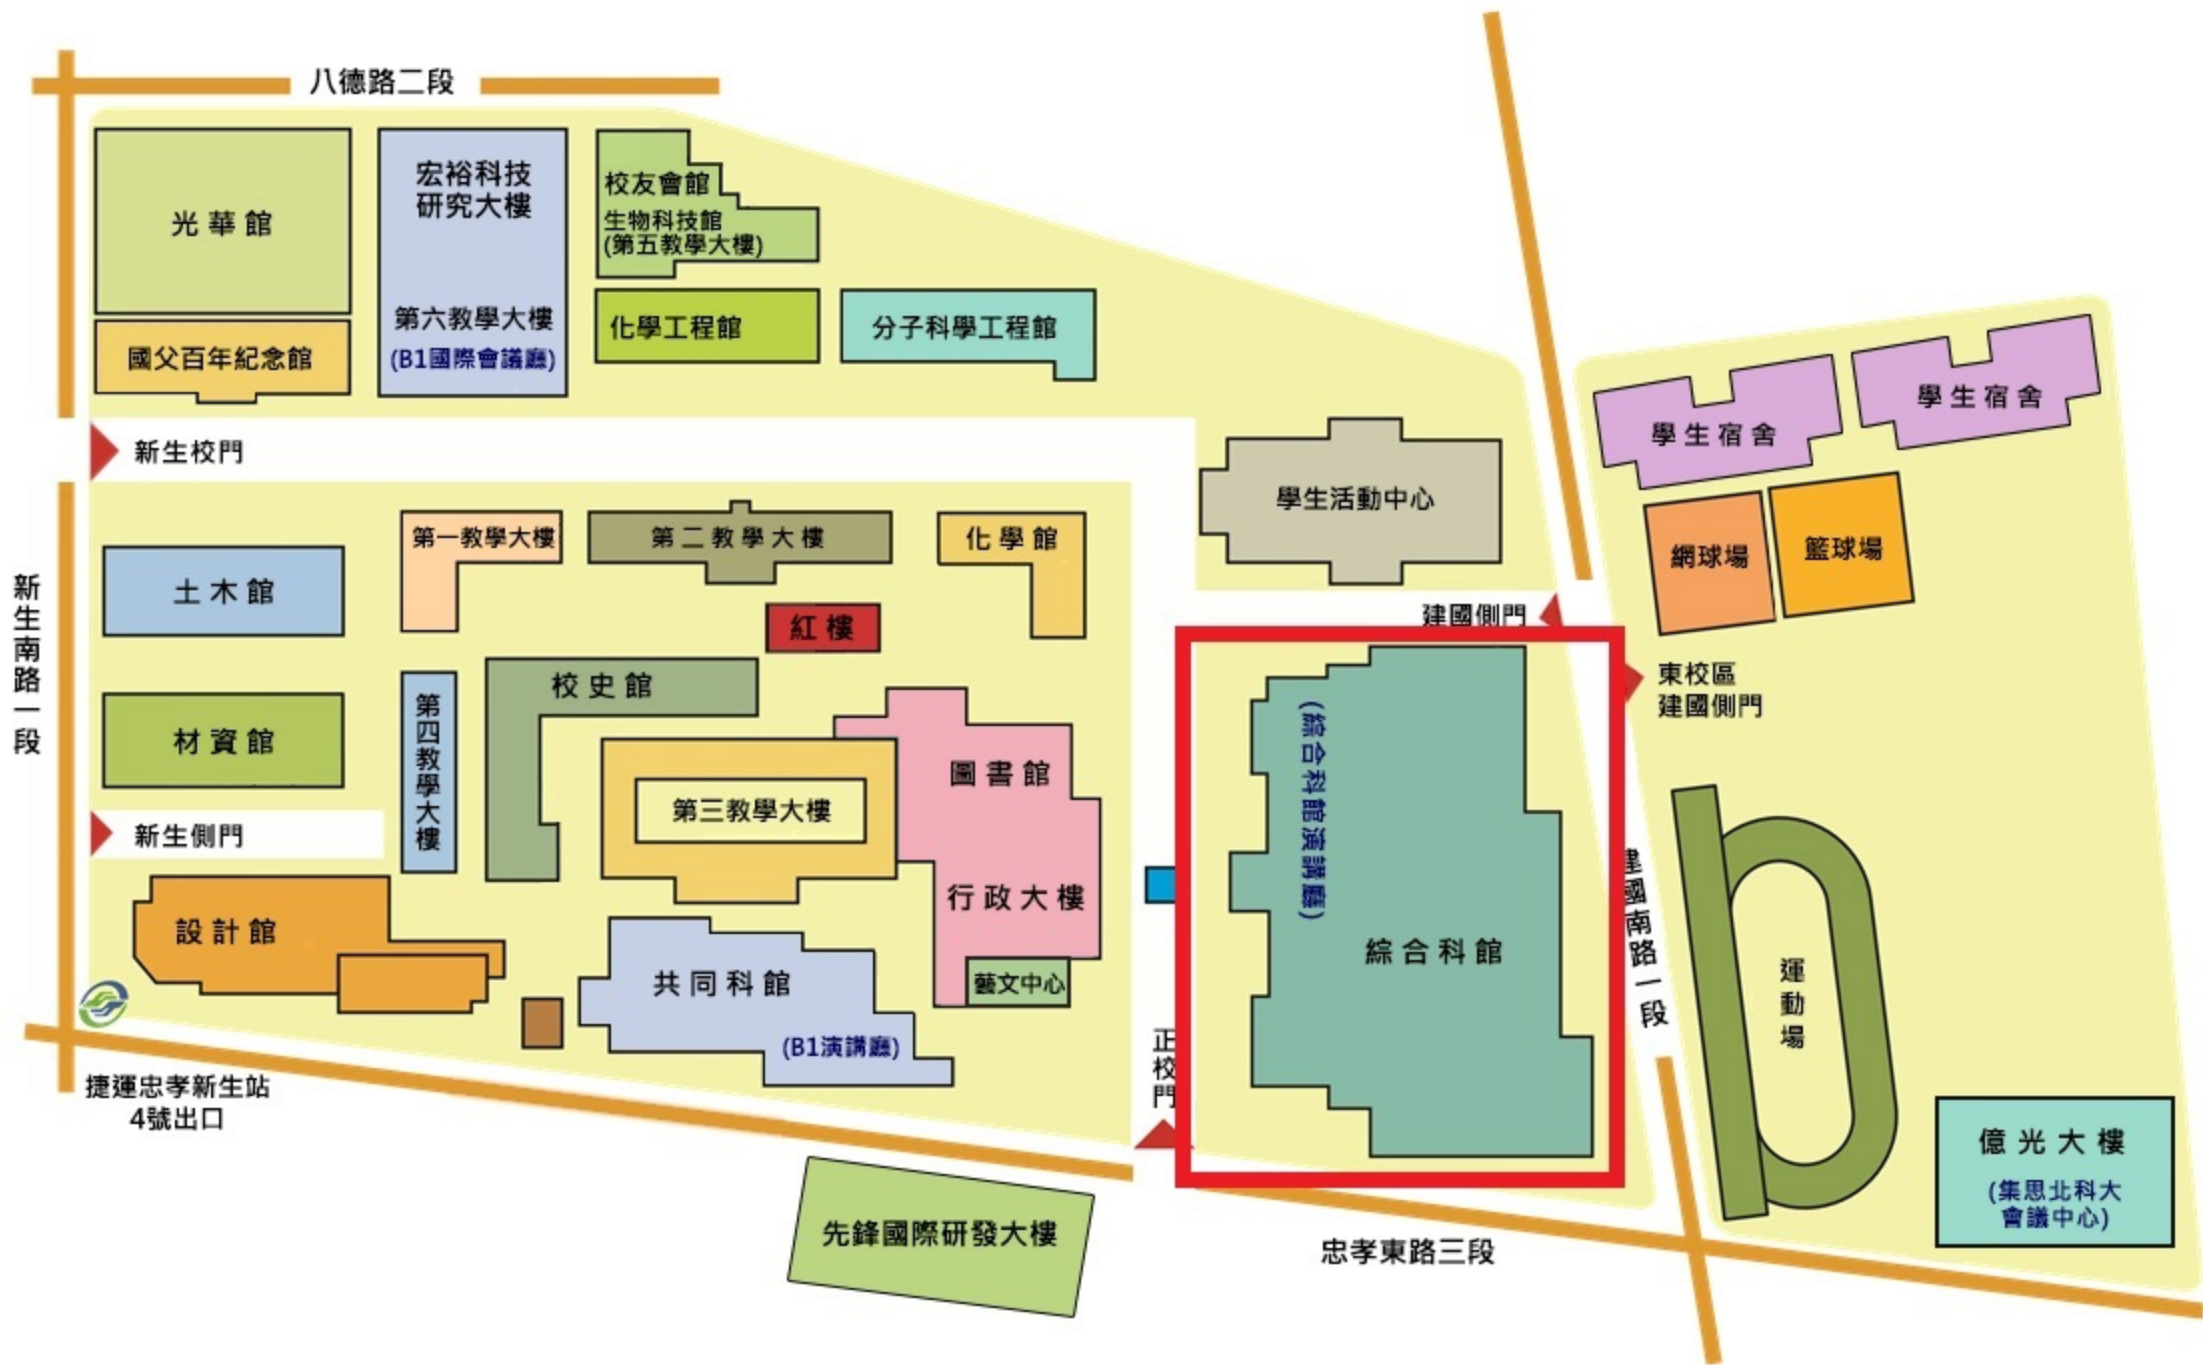 八德路二段
光華館
宏裕科技
研究大樓
第六教學大樓
(B1國際會議廳)
校友會館
生物科技館
(第五教學大樓)
國父百年紀念館
化學工程館
分子科學工程館
新生校門
學生活動中心
學生宿舍
學生宿舍
網球場
籃球場
新生南路一段
土木館
第一教學大樓
第二教學大樓
化學館
紅樓
建國側門
東校區
建國側門
材資館
第四教學大樓
校史館
第三教學大樓
圖書館
行政大樓
藝文中心
(綜合科館演講廳)
綜合科館
建國南路一段
運動場
新生側門
設計館
共同科館
(B1演講廳)
正校門
捷運忠孝新生站
4號出口
先鋒國際研發大樓
忠孝東路三段
億光大樓
(集思北科大
會議中心)